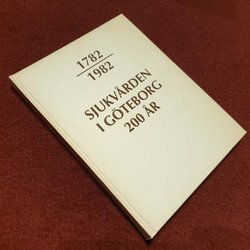 1782
1982
SJUKVÅRDEN
I GÖTEBORG
200 ÅR